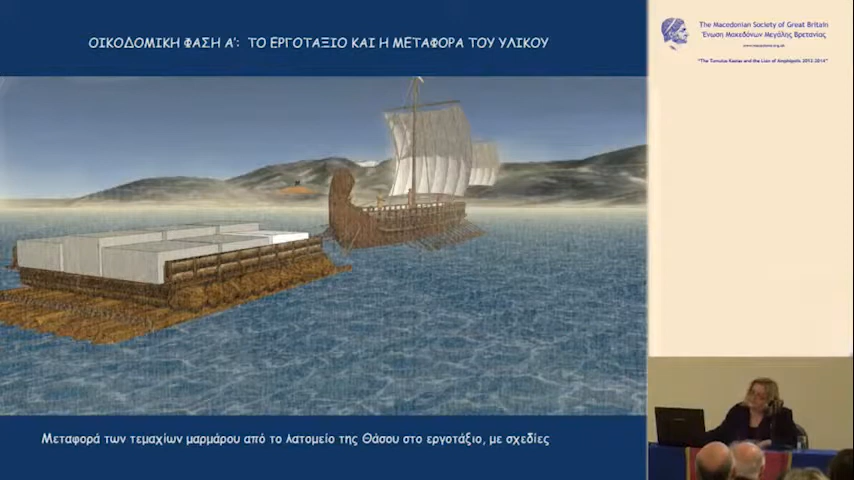 ΟΙΚΟΔΟΜΙΚΗ ΦΑΣΗ Α': ΤΟ ΕΡΓΟΤΑΞΙΟ ΚΑΙ Η ΜΕΤΑΦΟΡΑ ΤΟΥ ΥΛΙΚΟΥ
The Macedonian Society of Great Britain
Ένωση Μακεδόνων Μεγάλης Βρετανίας
"The Tumulus Kastas and the Lion of Amphipolis 2012-2014"
Μεταφορά των τεμαχίων μαρμάρου από το λατομείο της Θάσου στο εργοτάξιο, με σχεδίες